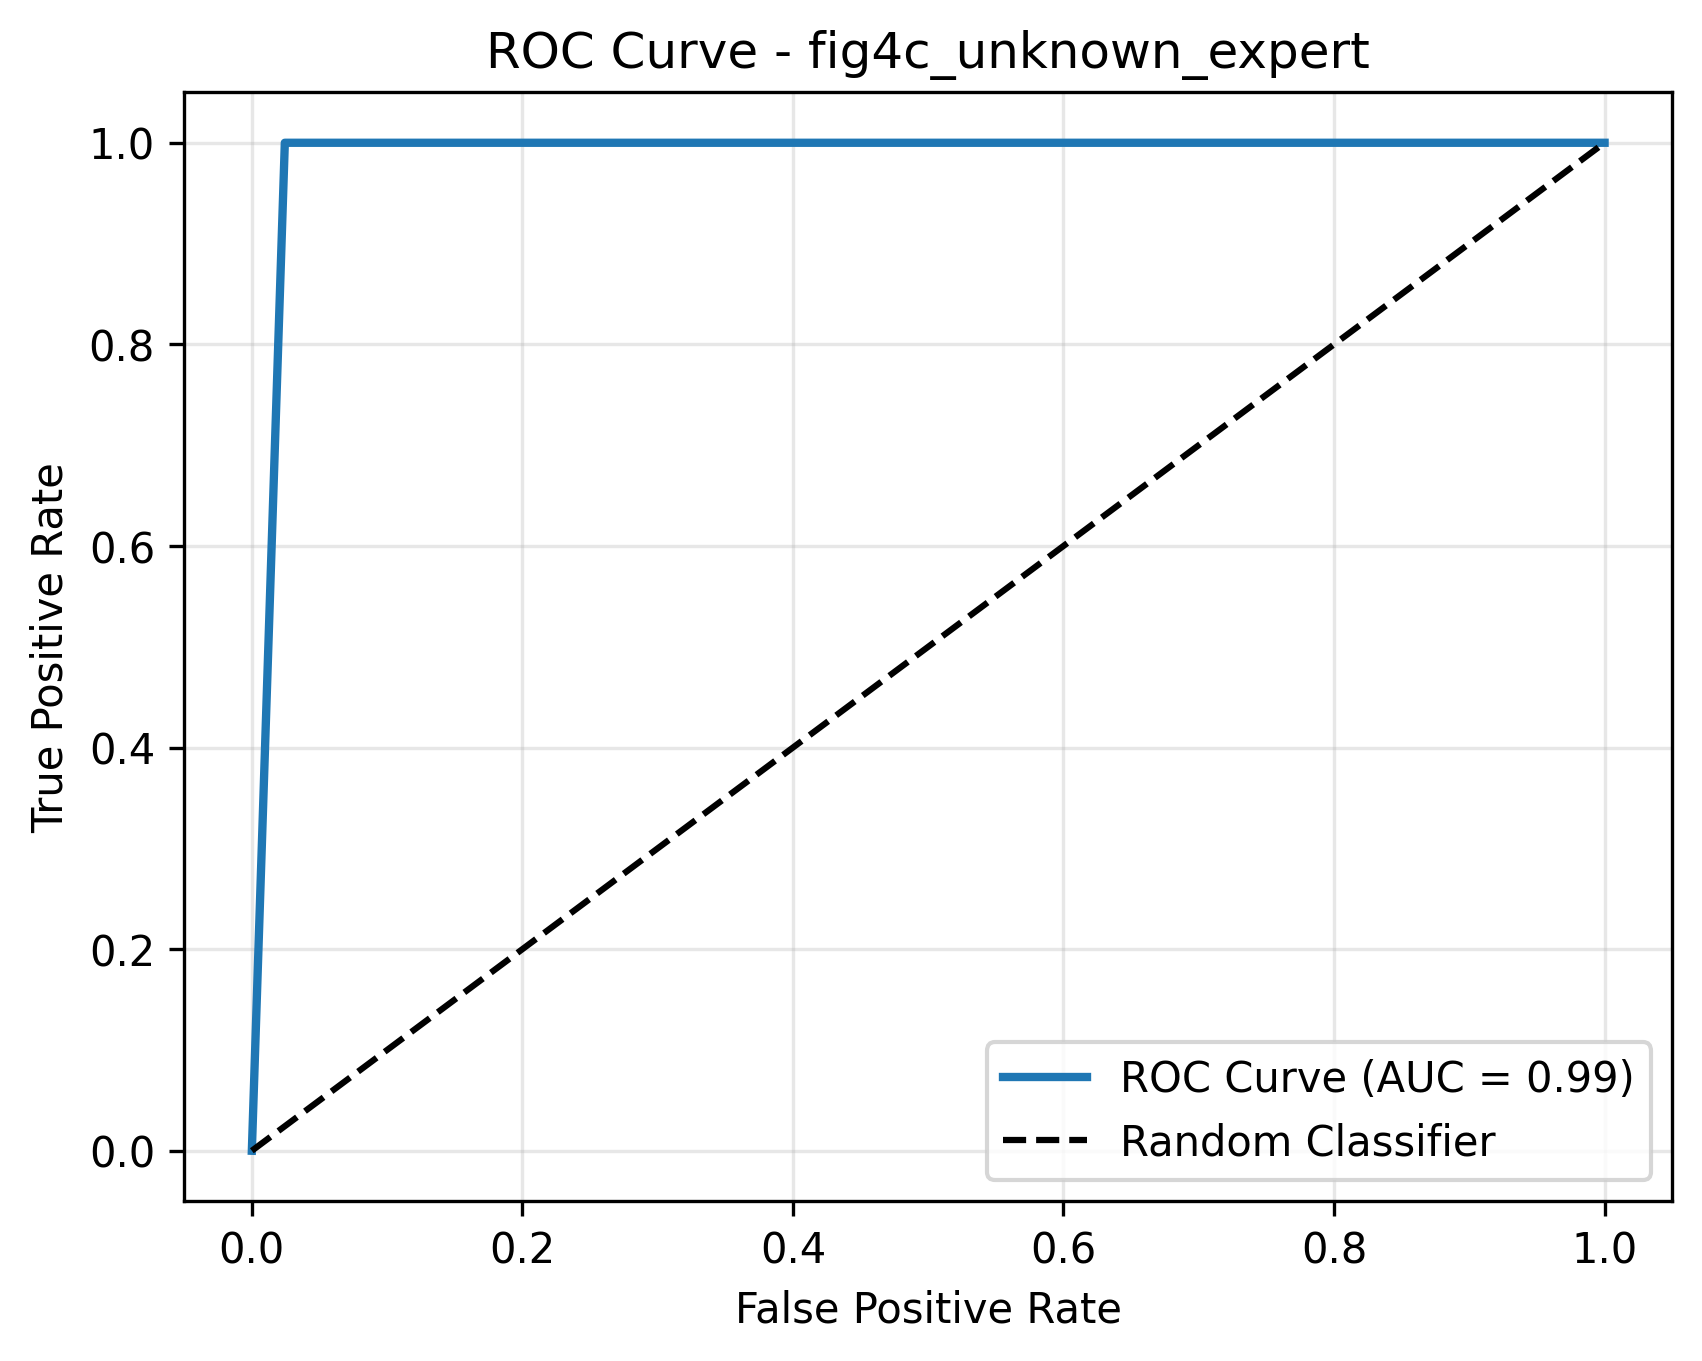 ROC Curve - fig4c_unknown_expert
True Positive Rate
1.0
0.8
0.6
0.4
0.2
0.0
ROC Curve (AUC = 0.99)
Random Classifier
0.0 0.2 0.4 0.6 0.8 1.0
False Positive Rate